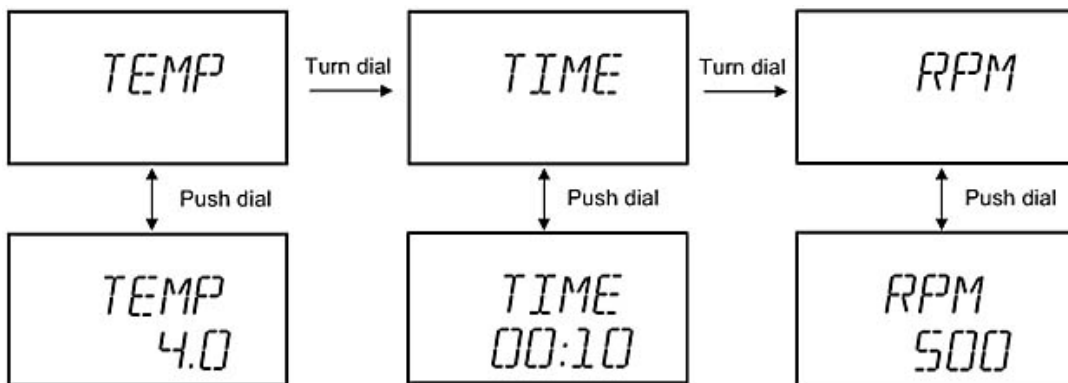 TEMP
Turn dial
TIME
Turn dial
RPM
Push dial
Push dial
Push dial
TEMP
4.0
TIME
00:10
RPM
500